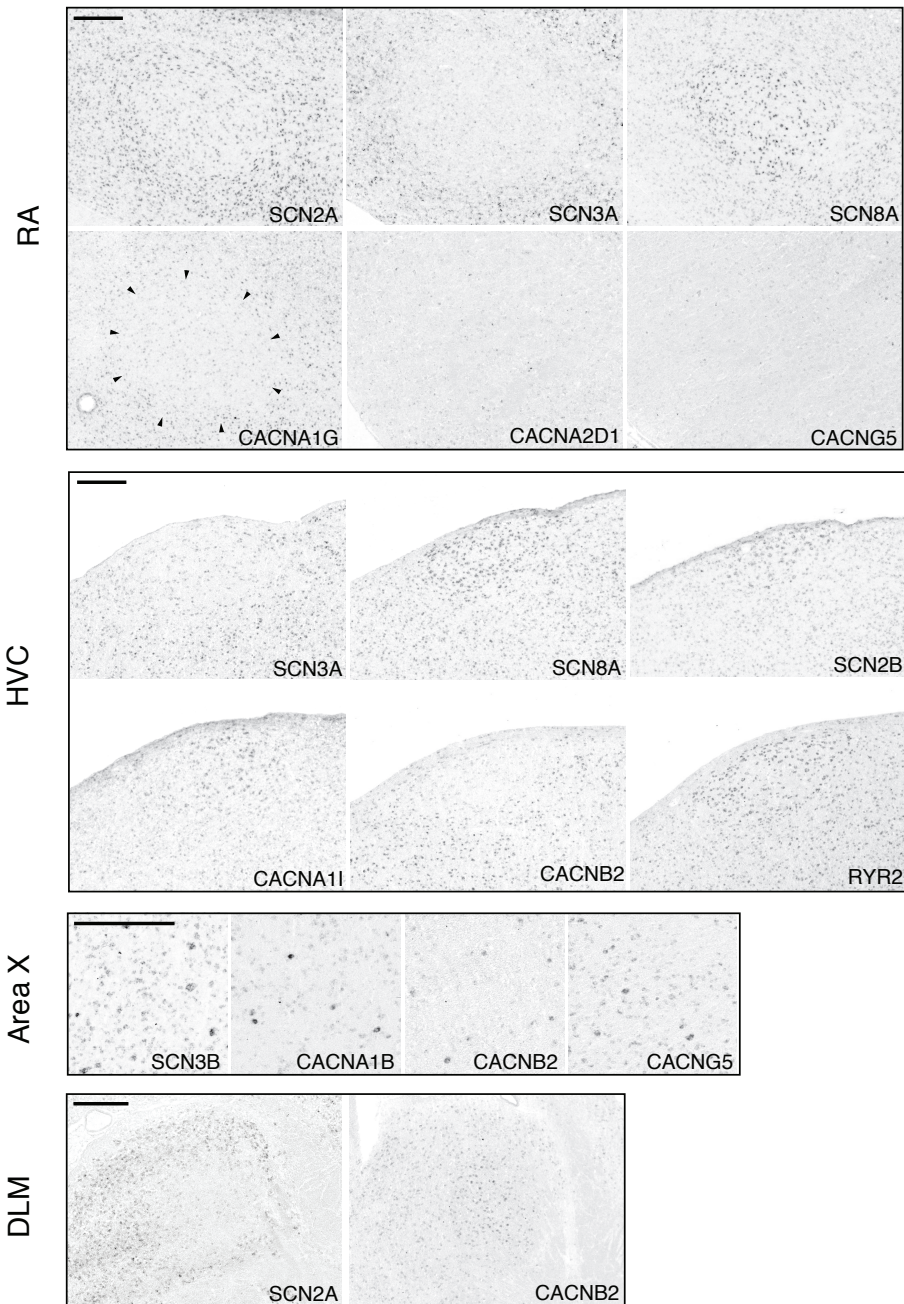 RA
SCN2A
SCN3A
SCN8A
CACNA1G
CACNA2D1
CACNG5
HVC
SCN3A
SCN8A
SCN2B
CACNA1I
CACNB2
RYR2
Area X
SCN3B
CACNA1B
CACNB2
CACNG5
DLM
SCN2A
CACNB2